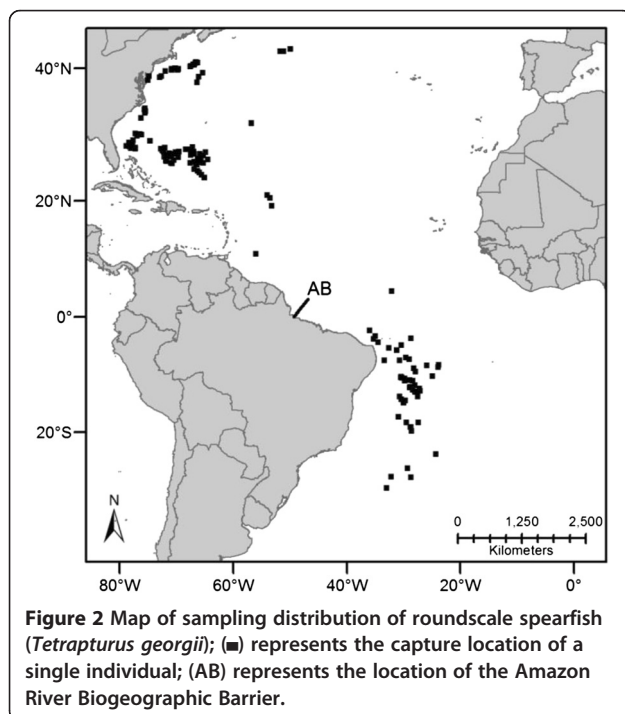 40°N
20°N
0°
20°S
AB
N
0 1,250 2,500
Kilometers
80°W 60°W 40°W 20°W 0°
Figure 2 Map of sampling distribution of roundscale spearfish
(Tetrapturus georgii); (■) represents the capture location of a
single individual; (AB) represents the location of the Amazon
River Biogeographic Barrier.